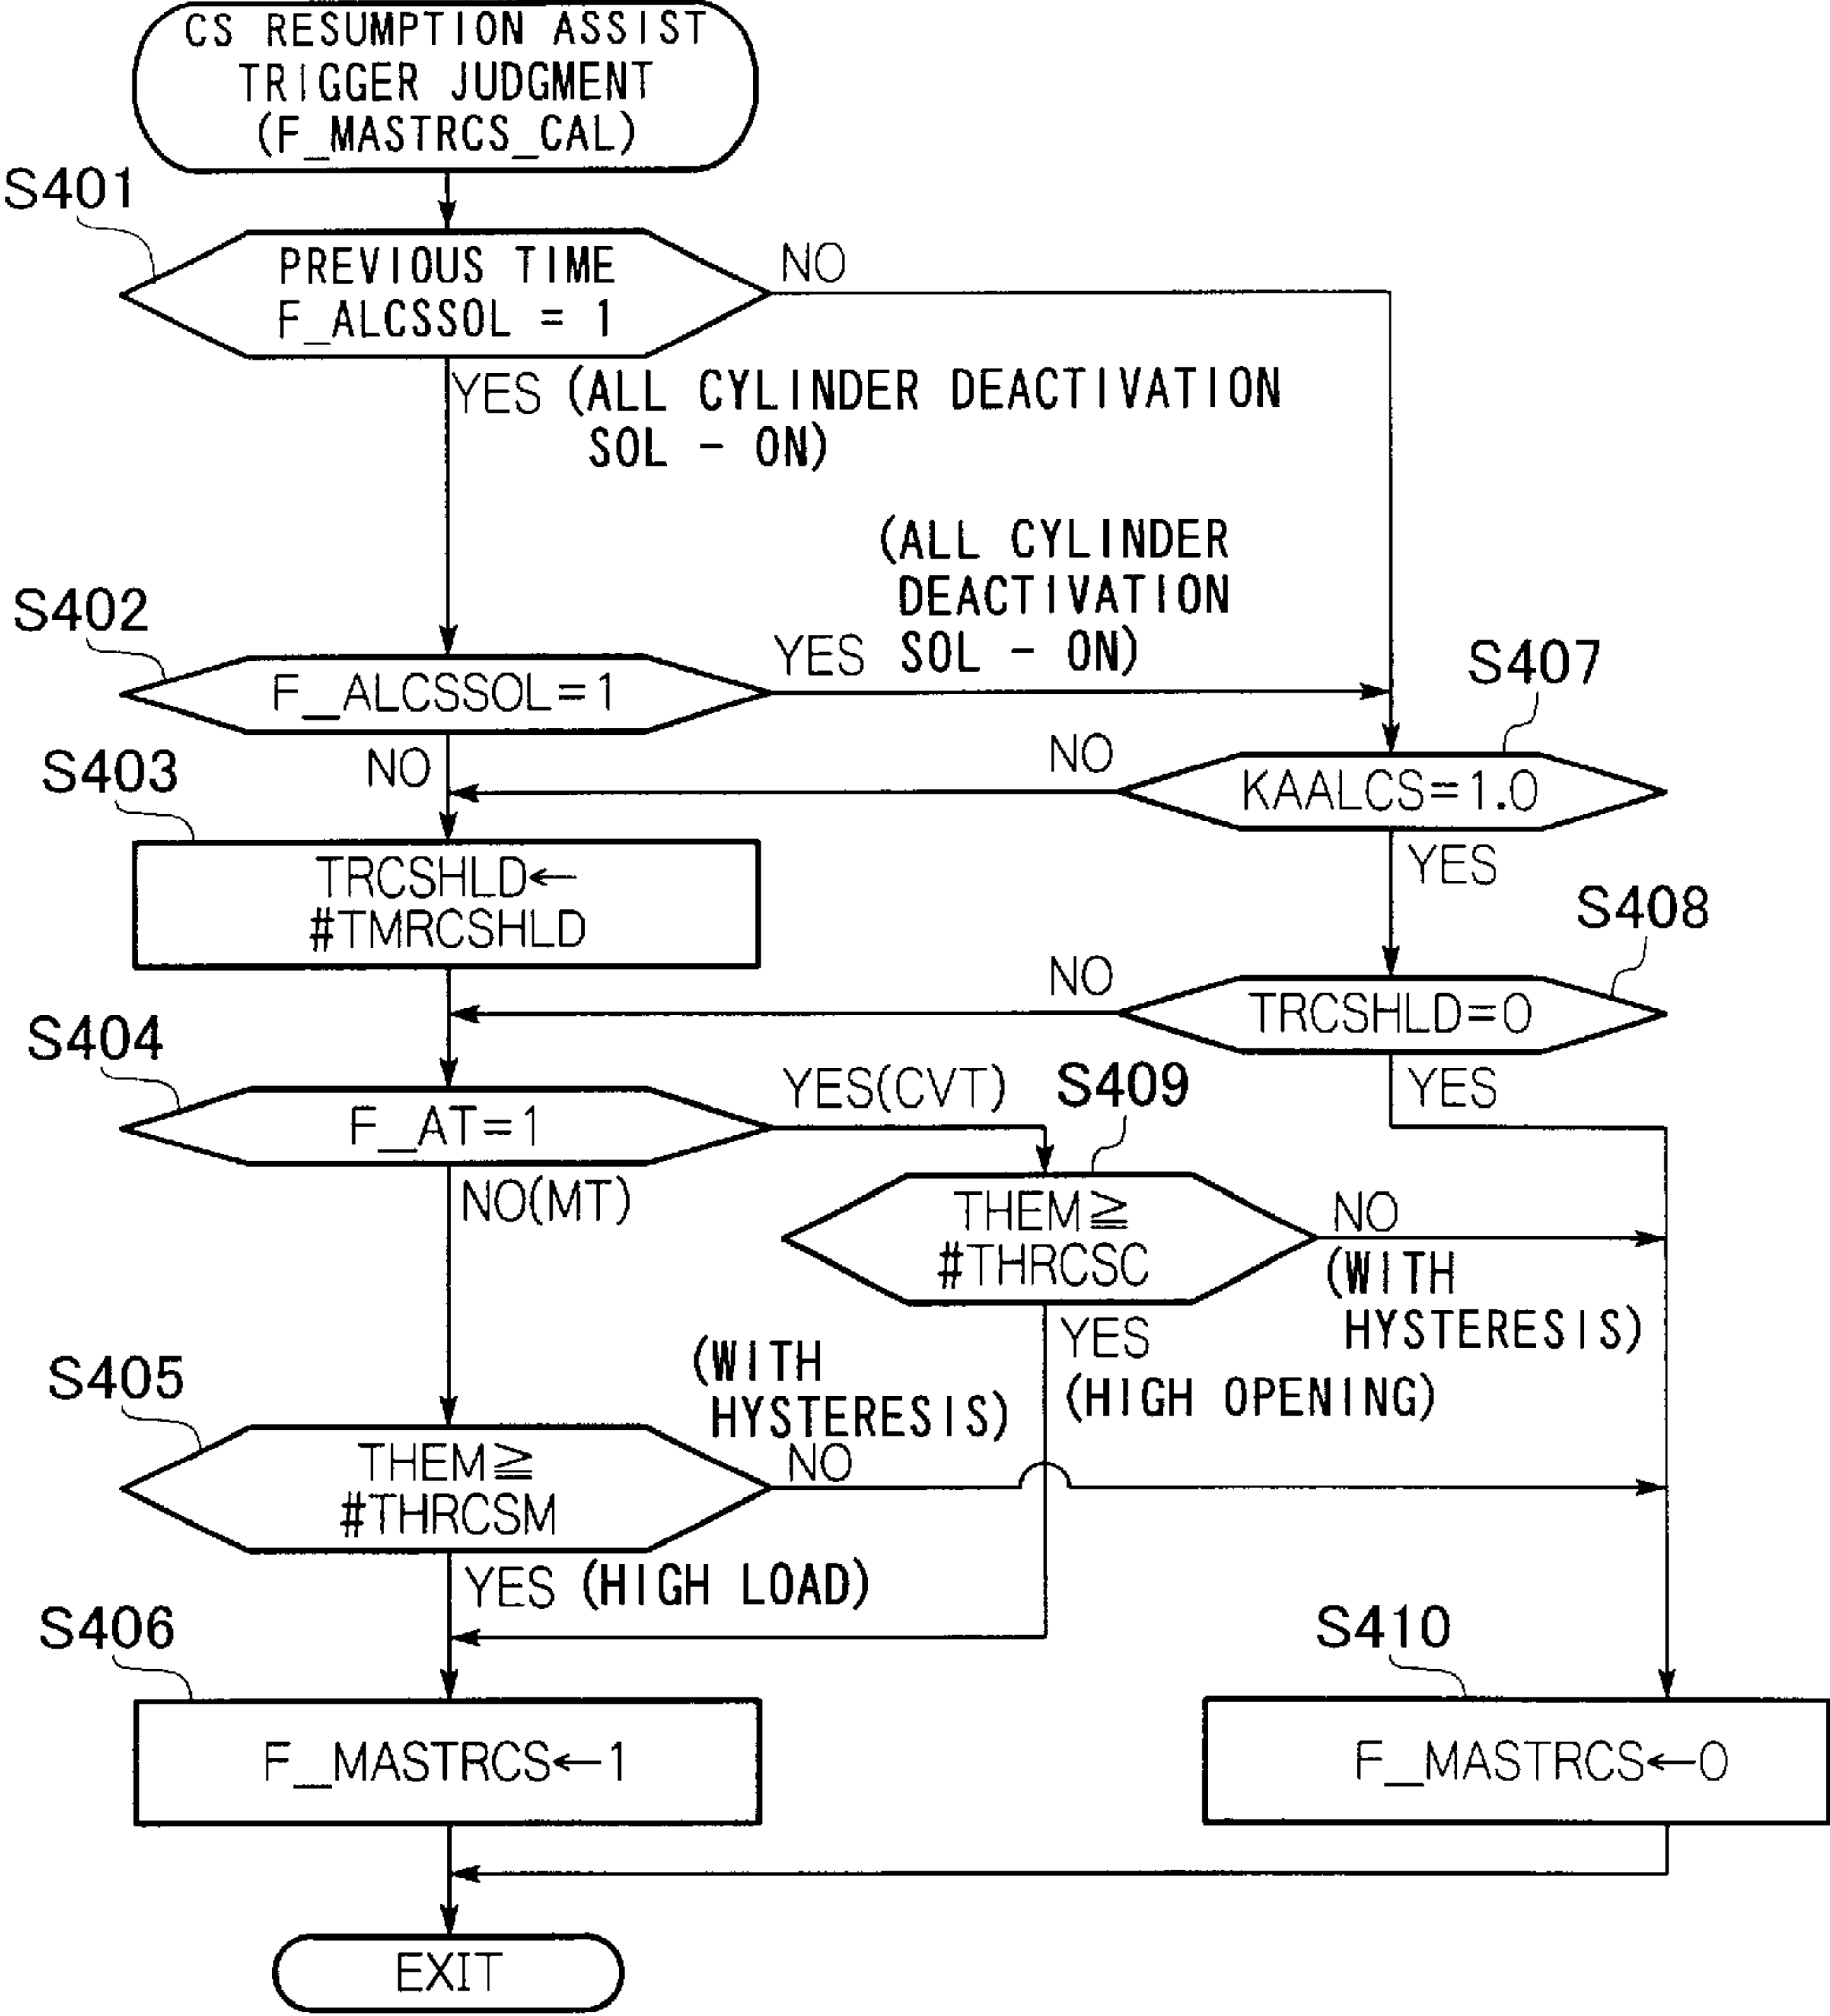 CS RESUMPTION ASSIST
TRIGGER JUDGMENT
(F_MASTRCS_CAL)
S401
PREVIOUS TIME
F_ALCSSOL = 1
NO
YES (ALL CYLINDER DEACTIVATION
SOL - ON)
(ALL CYLINDER
DEACTIVATION
SOL - ON)
S402
YES
F_ALCSSOL=1
NO
S407
KAALCS=1.0
NO
YES
S403
TRCSHLD←
#TMRCSHLD
S408
TRCSHLD=0
NO
YES
S404
F_AT=1
YES(CVT)
NO(MT)
S409
THEM≧
#THRCSC
NO
(WITH
HYSTERESIS)
YES
(HIGH OPENING)
S405
THEM≧
#THRCSM
(WITH
HYSTERESIS)
NO
YES (HIGH LOAD)
S406
F_MASTRCS←1
S410
F_MASTRCS←0
EXIT